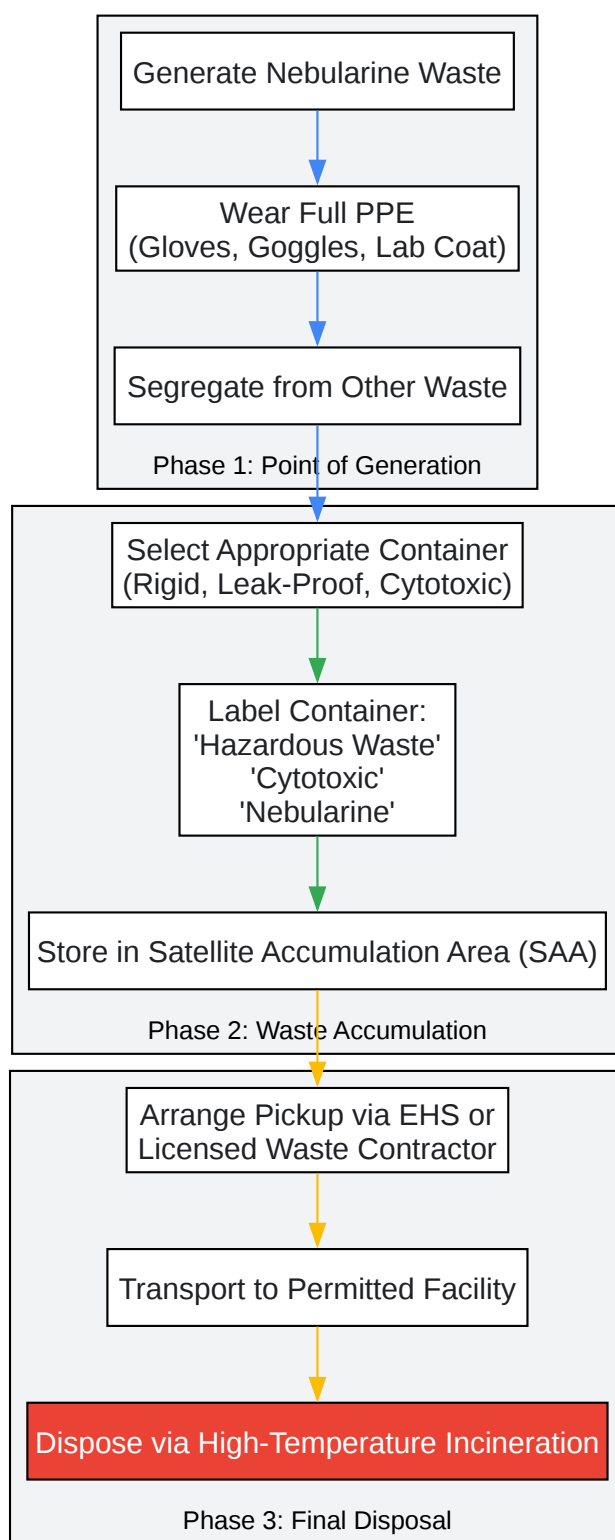 Generate Nebularine Waste
Wear Full PPE
(Gloves, Goggles, Lab Coat)
Segregate from Other Waste
Phase 1: Point of Generation
Select Appropriate Container
(Rigid, Leak-Proof, Cytotoxic)
Label Container:
'Hazardous Waste'
'Cytotoxic'
'Nebularine'
Store in Satellite Accumulation Area (SAA)
Phase 2: Waste Accumulation
Arrange Pickup via EHS or
Licensed Waste Contractor
Transport to Permitted Facility
Dispose via High-Temperature Incineration
Phase 3: Final Disposal